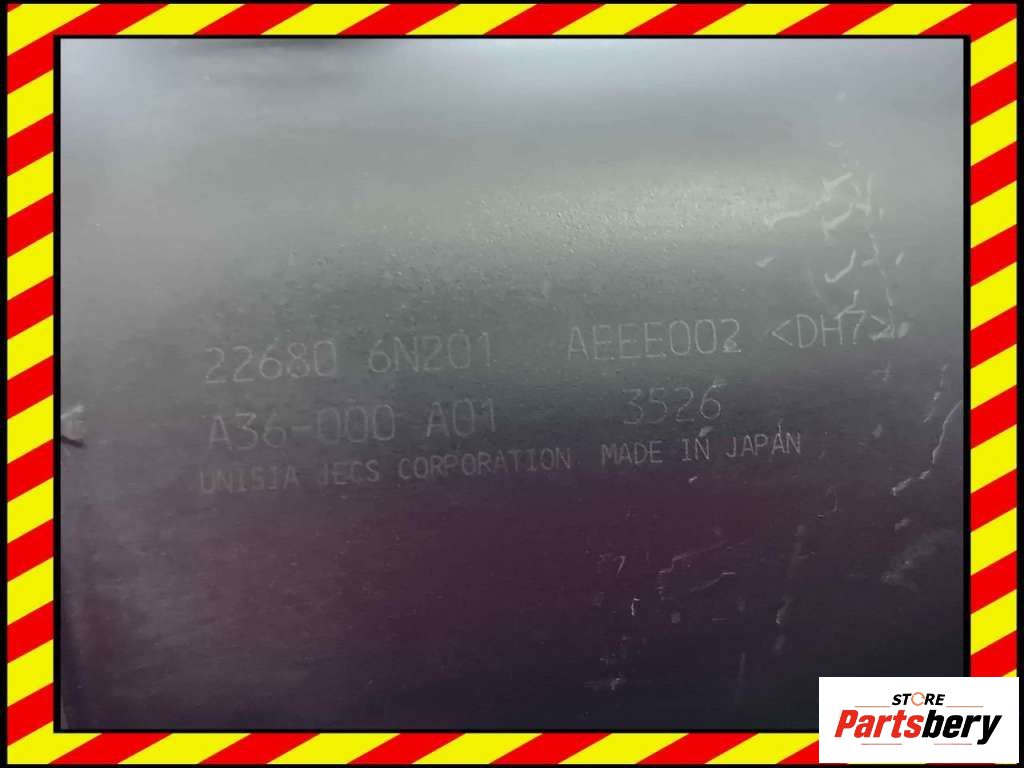 22680 6N201 AEEE002 <DH7>
A36-000 A01 3526
UNISIA JECS CORPORATION MADE IN JAPAN
STORE
Partsbery